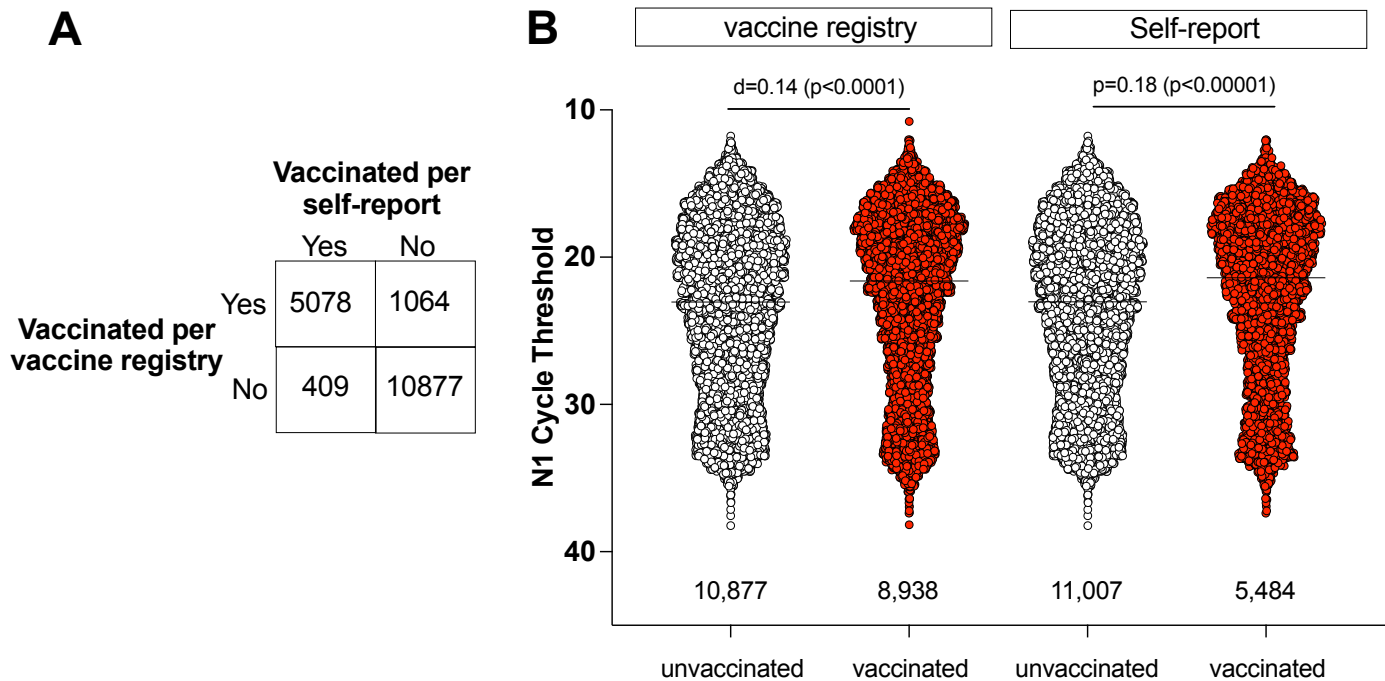 A
Vaccinated per
self-report
Yes No
Vaccinated per
vaccine registry
Yes 5078 1064
No 409 10877
B
vaccine registry Self-report
d=0.14 (p<0.0001) p=0.18 (p<0.00001)
N1 Cycle Threshold
10
20
30
40
10,877 8,938 11,007 5,484
unvaccinated vaccinated unvaccinated vaccinated